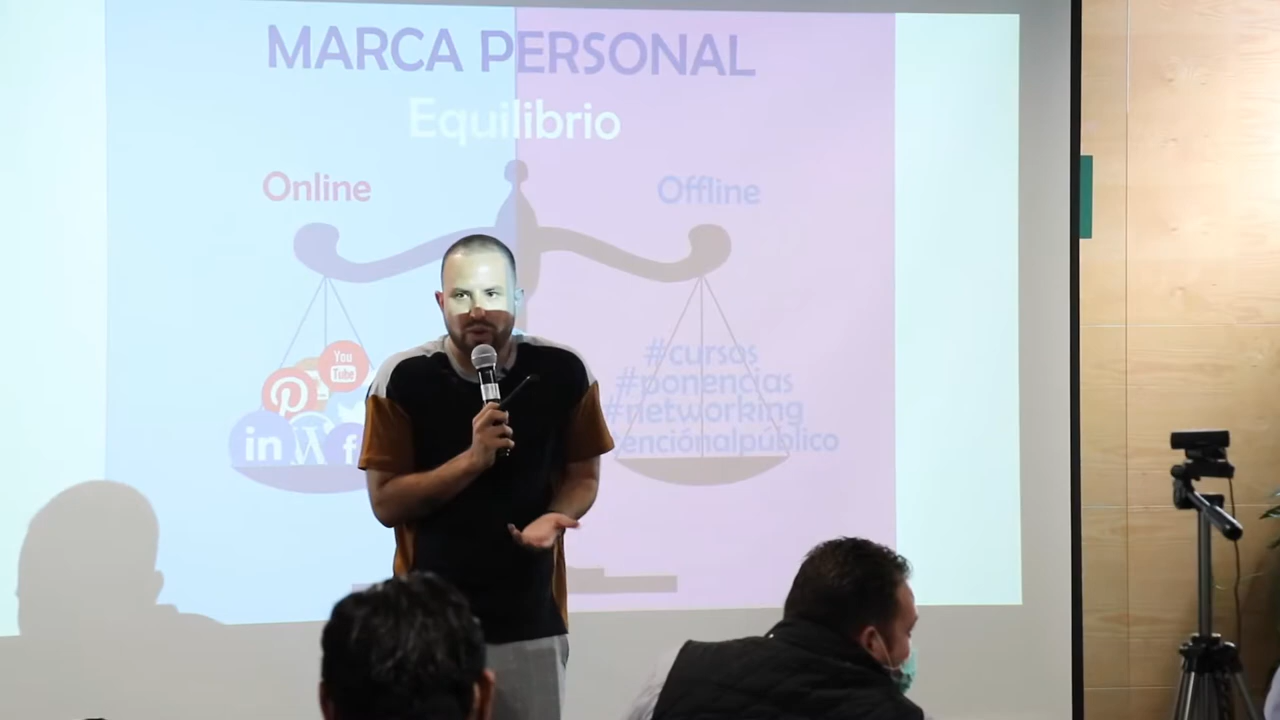 MARCA PERSONAL
Equilibrio
Online
Offline
You
Tube
in
f
#cursos
#ponencias
#networking